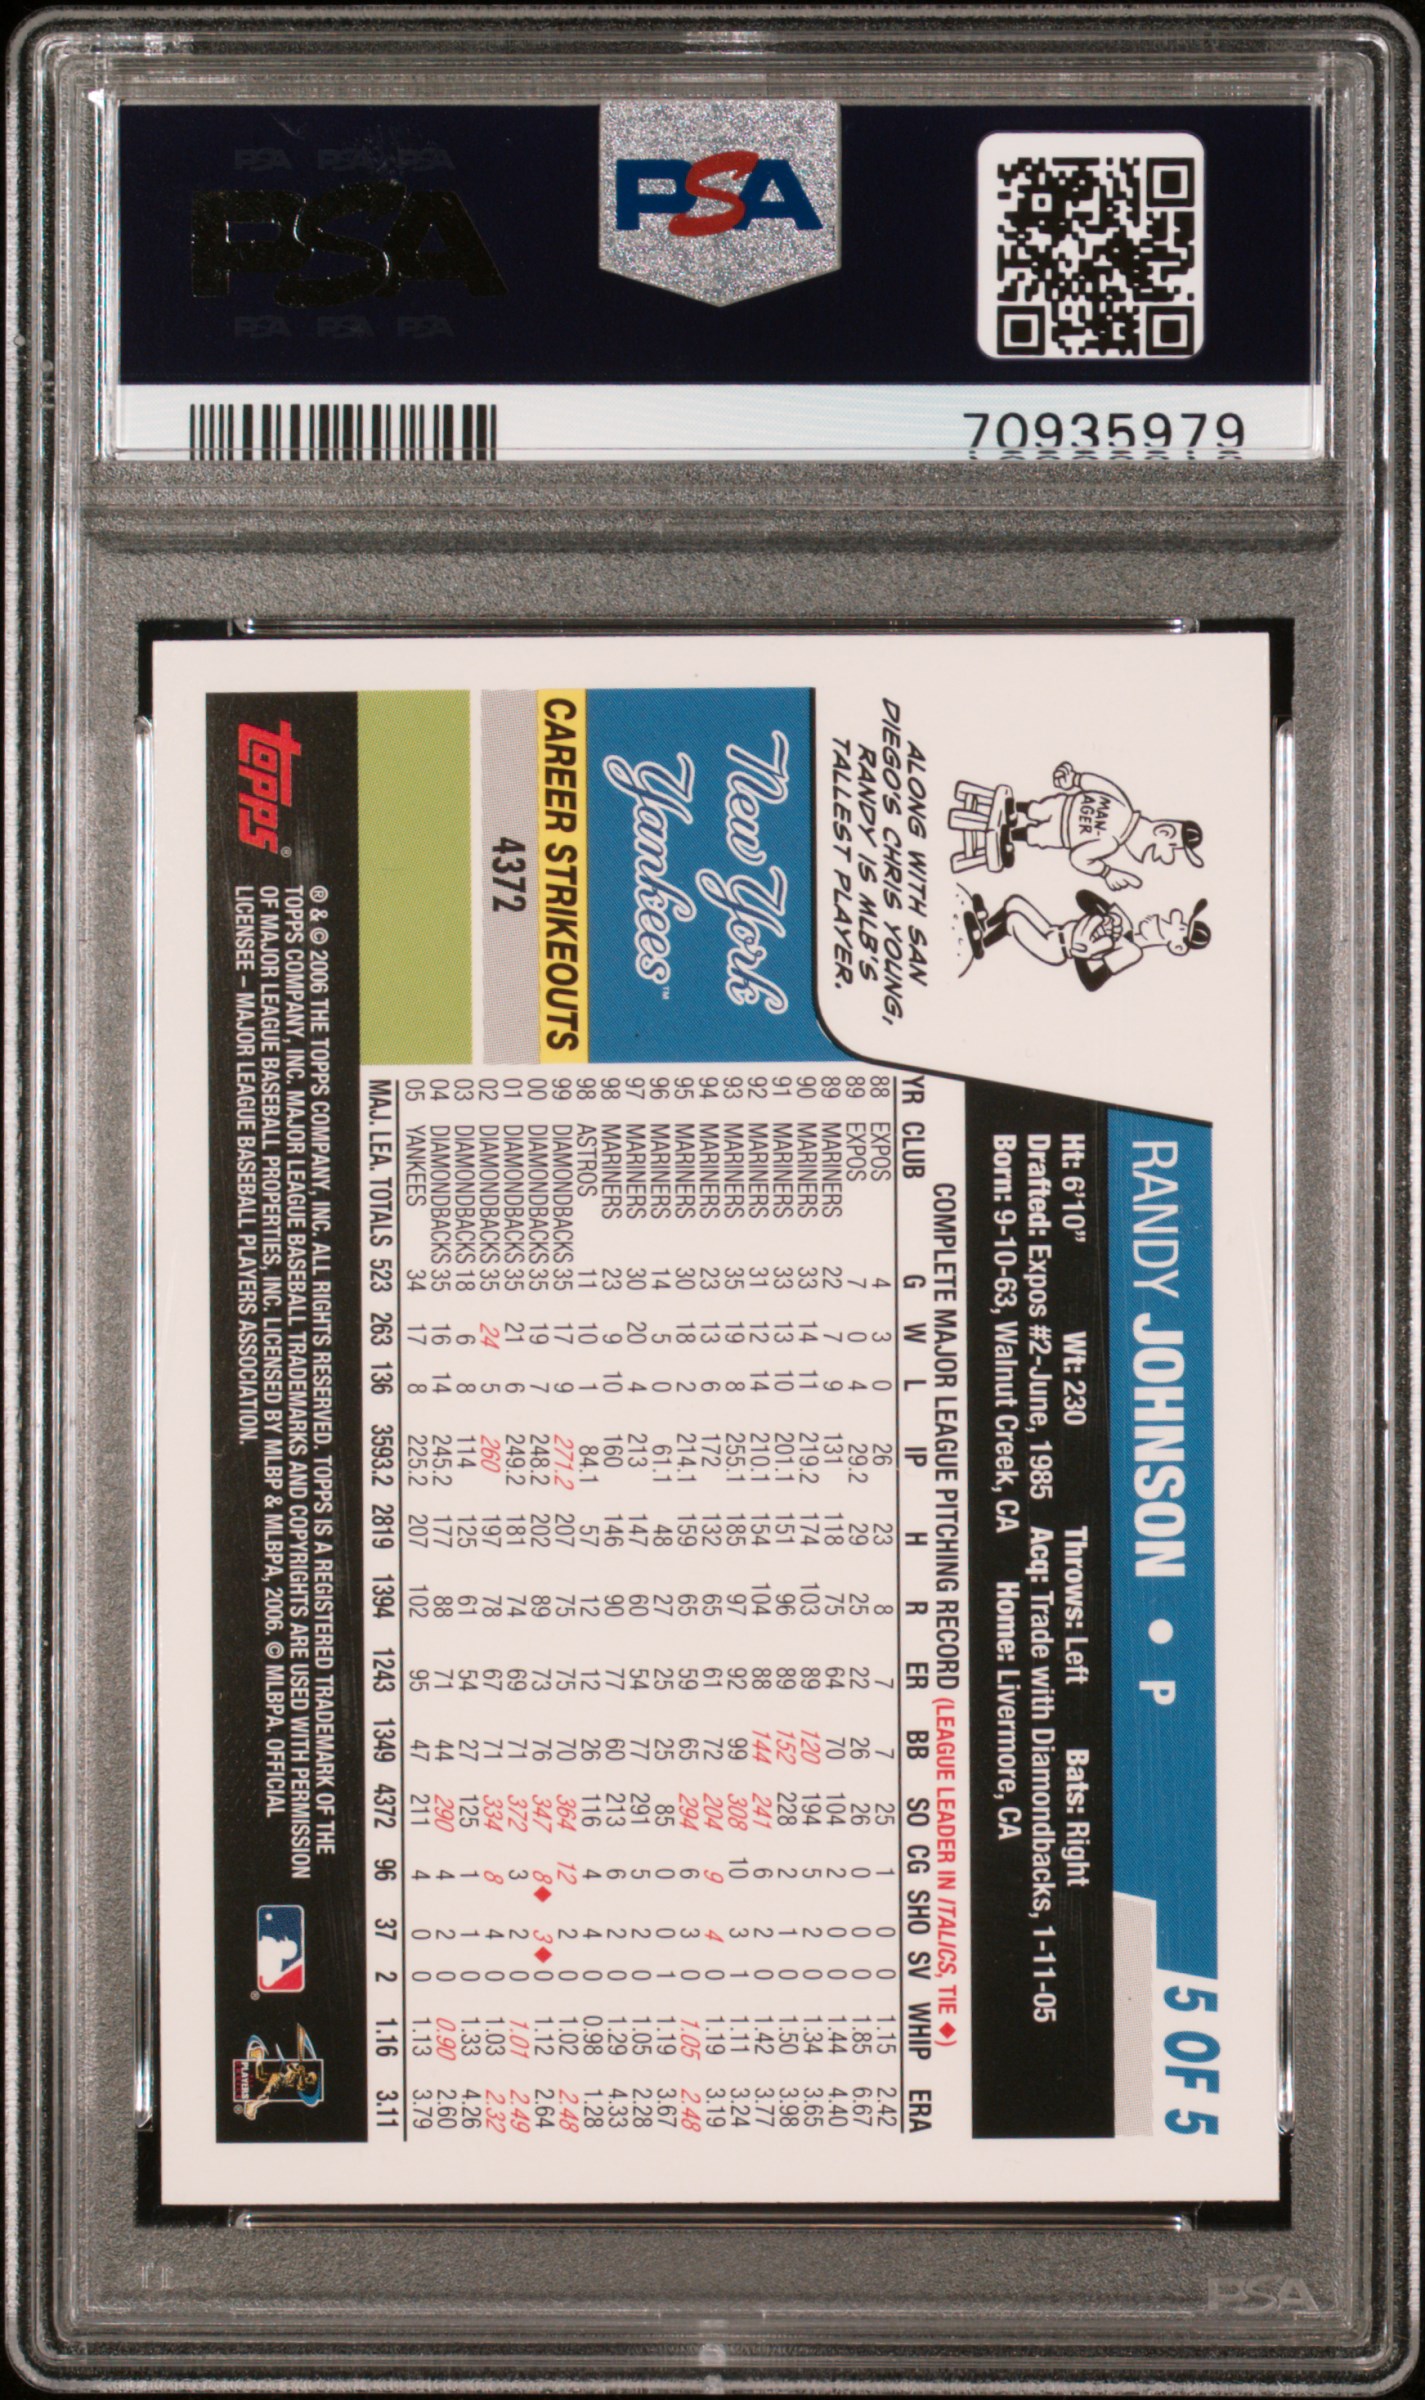 PSA PSA PSA
PSA
PSA PSA PSA
PSA
70935979
ALONG WITH SAN
DIEGO'S CHRIS YOUNG,
RANDY IS MLB'S
TALLEST PLAYER.
MAN-
AGER
RANDY JOHNSON • P
5 OF 5
Ht: 6'10" Wt: 230 Throws: Left Bats: Right
Drafted: Expos #2-June, 1985 Acq: Trade with Diamondbacks, 1-11-05
Born: 9-10-63, Walnut Creek, CA Home: Livermore, CA
New York
Yankees™
CAREER STRIKEOUTS
4372
COMPLETE MAJOR LEAGUE PITCHING RECORD (LEAGUE LEADER IN ITALICS, TIE ♦)
YR CLUB G W L IP H R ER BB SO CG SHO SV WHIP ERA
88 EXPOS 4 3 0 26 23 8 7 7 25 1 0 0 1.15 2.42
89 EXPOS 7 0 4 29.2 29 25 22 26 26 0 0 0 1.85 6.67
89 MARINERS 22 7 9 131 118 75 64 70 104 2 0 0 1.44 4.40
90 MARINERS 33 14 11 219.2 174 103 89 120 194 5 2 0 1.34 3.65
91 MARINERS 33 13 10 201.1 151 96 89 152 228 2 1 0 1.50 3.98
92 MARINERS 31 12 14 210.1 154 104 88 144 241 6 2 0 1.42 3.77
93 MARINERS 35 19 8 255.1 185 97 92 99 308 10 3 1 1.11 3.24
94 MARINERS 23 13 6 172 132 65 61 72 204 9 4 0 1.19 3.19
95 MARINERS 30 18 2 214.1 159 65 59 65 294 6 3 0 1.05 2.48
96 MARINERS 14 5 0 61.1 48 27 25 25 85 0 0 1 1.19 3.67
97 MARINERS 30 20 4 213 147 60 54 77 291 5 2 0 1.05 2.28
98 MARINERS 23 9 10 160 146 90 77 60 213 6 2 0 1.29 4.33
98 ASTROS 11 10 1 84.1 57 12 12 26 116 4 4 0 0.98 1.28
99 DIAMONDBACKS 35 17 9 271.2 207 75 75 70 364 12 2 0 1.02 2.48
00 DIAMONDBACKS 35 19 7 248.2 202 89 73 76 347 8♦ 3♦ 0 1.12 2.64
01 DIAMONDBACKS 35 21 6 249.2 181 74 69 71 372 3 2 0 1.01 2.49
02 DIAMONDBACKS 35 24 5 260 197 78 67 71 334 8 4 0 1.03 2.32
03 DIAMONDBACKS 18 6 8 114 125 61 54 27 125 1 1 0 1.33 4.26
04 DIAMONDBACKS 35 16 14 245.2 177 88 71 44 290 4 2 0 0.90 2.60
05 YANKEES 34 17 8 225.2 207 102 95 47 211 4 0 0 1.13 3.79
MAJ. LEA. TOTALS 523 263 136 3593.2 2819 1394 1243 1349 4372 96 37 2 1.16 3.11
topps®
® & © 2006 THE TOPPS COMPANY, INC. ALL RIGHTS RESERVED. TOPPS IS A REGISTERED TRADEMARK OF THE
TOPPS COMPANY, INC. MAJOR LEAGUE BASEBALL TRADEMARKS AND COPYRIGHTS ARE USED WITH PERMISSION
OF MAJOR LEAGUE BASEBALL PROPERTIES, INC. LICENSED BY MLBP & MLBPA, 2006. © MLBPA. OFFICIAL
LICENSEE – MAJOR LEAGUE BASEBALL PLAYERS ASSOCIATION.
PLAYERS
PSA